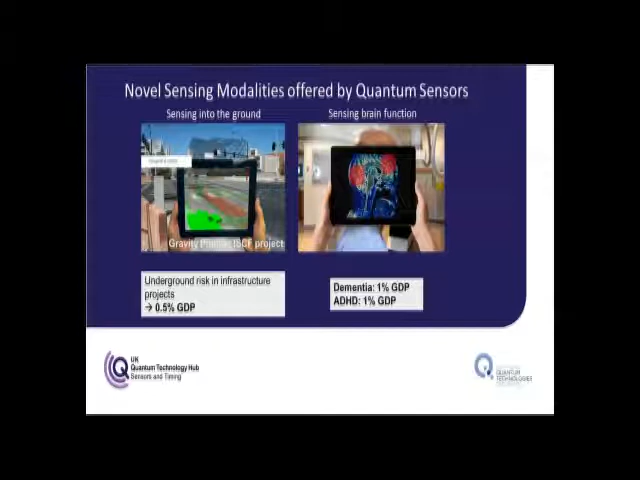 Novel Sensing Modalities offered by Quantum Sensors
Sensing into the ground
Sensing brain function
Gravity Pioneer ISCF project
Underground risk in infrastructure
projects
→ 0.5% GDP
Dementia: 1% GDP
ADHD: 1% GDP
UK
Quantum Technology Hub
Sensors and Timing
QUANTUM
TECHNOLOGIES